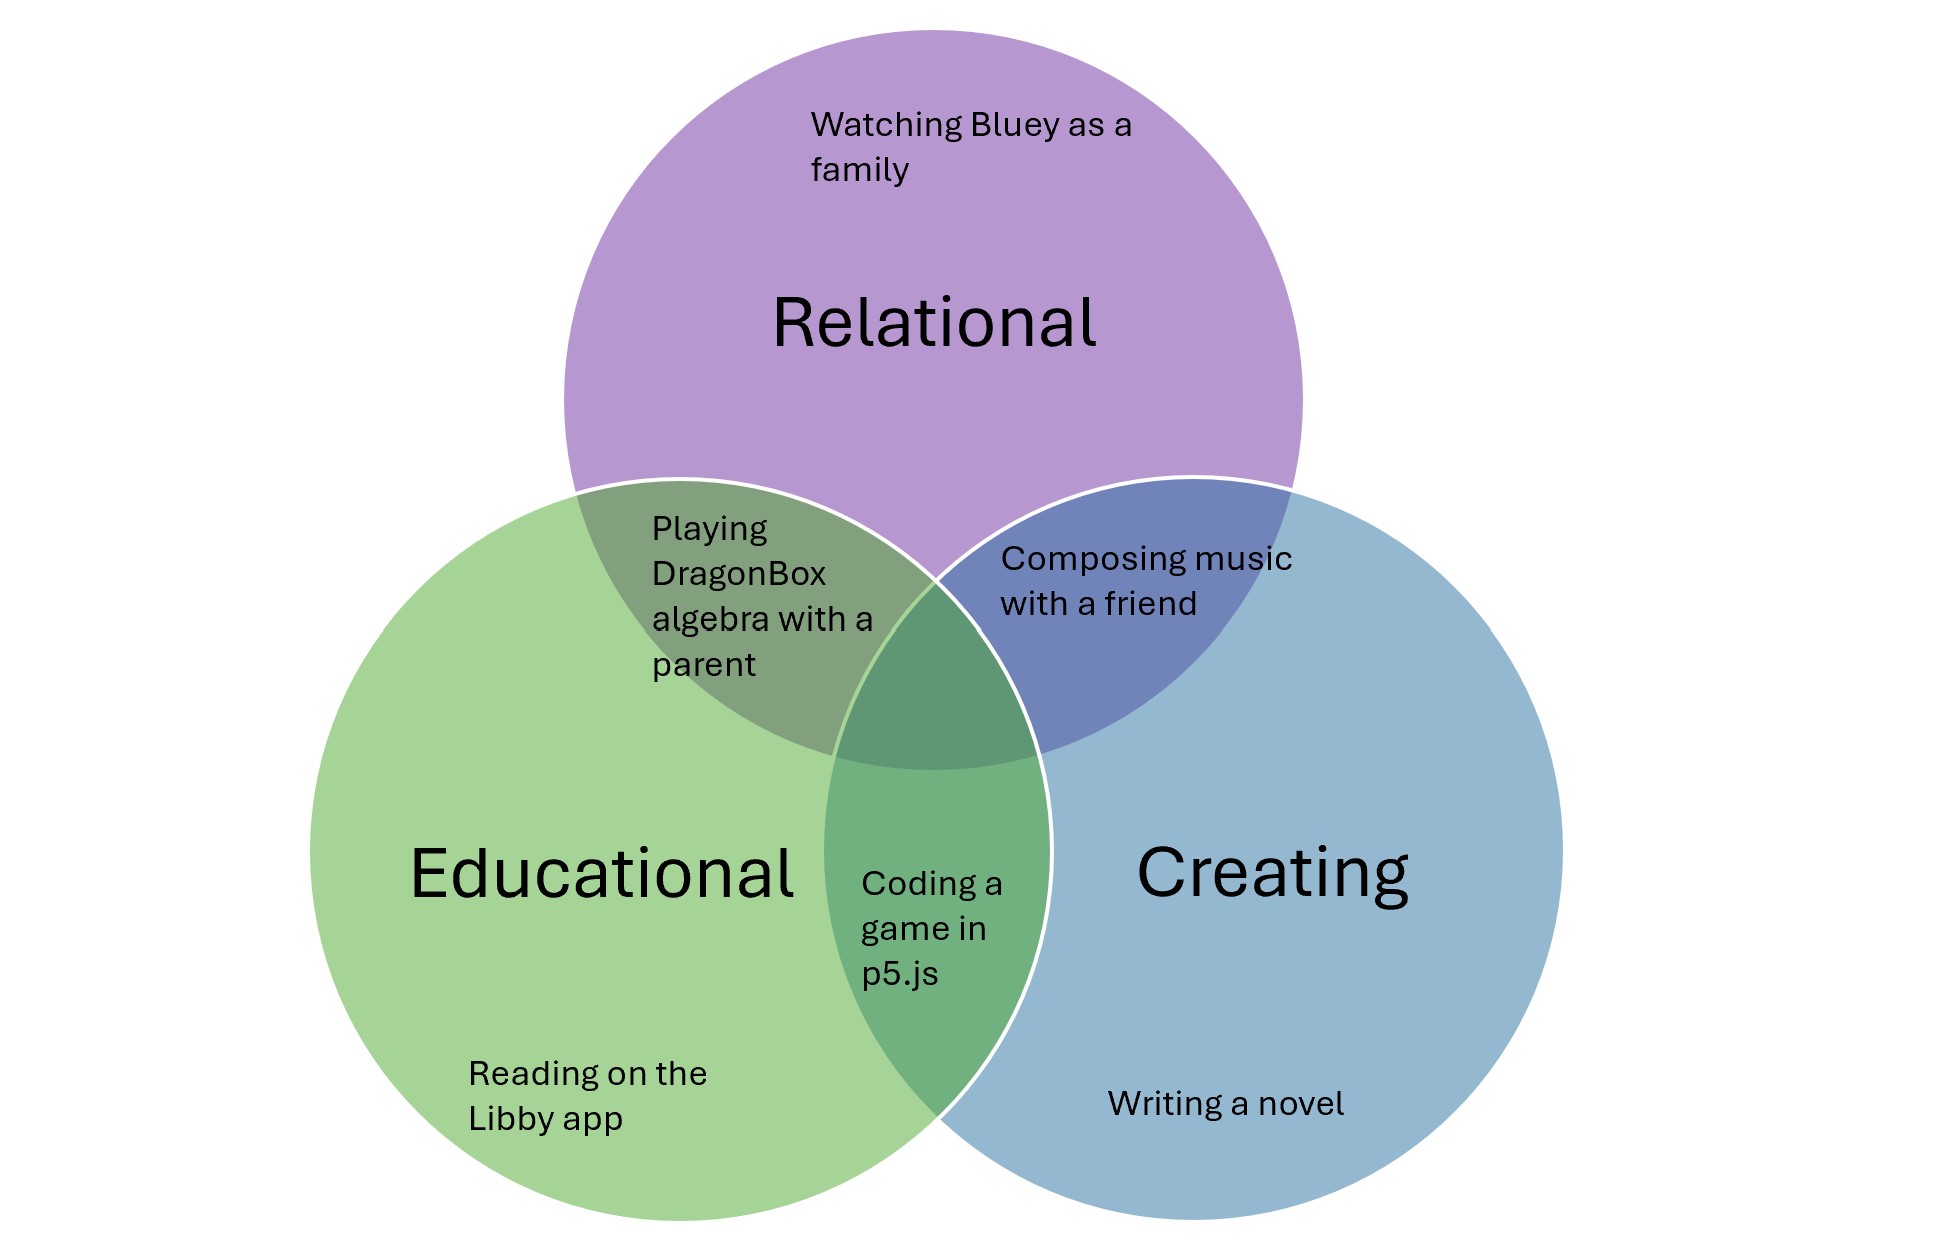 Watching Bluey as a
family
Relational
Playing
DragonBox
algebra with a
parent
Composing music
with a friend
Educational
Creating
Coding a
game in
p5.js
Reading on the
Libby app
Writing a novel